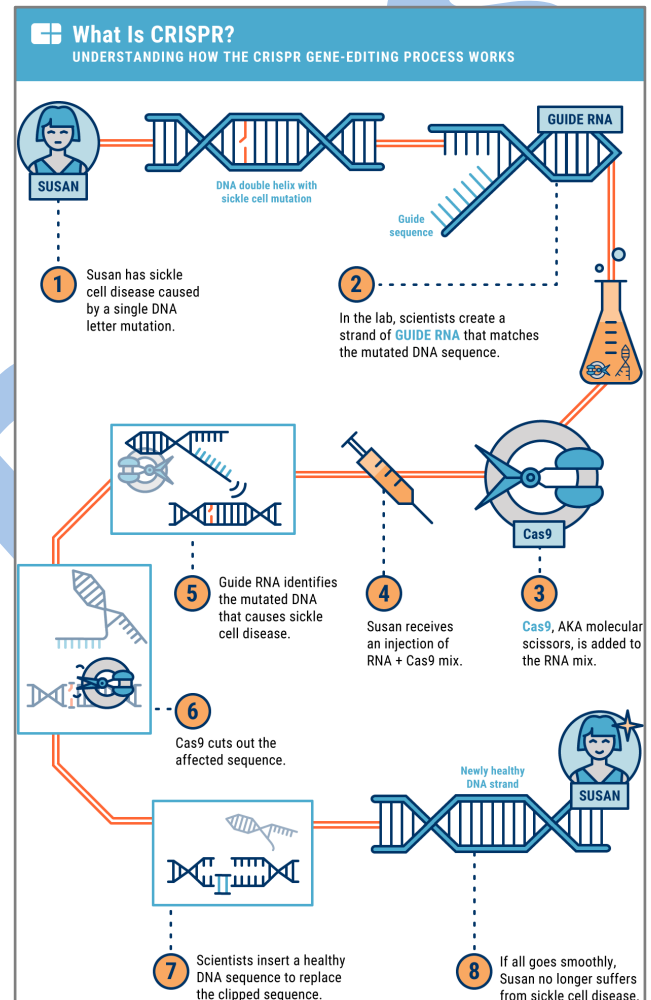 What Is CRISPR?
UNDERSTANDING HOW THE CRISPR GENE-EDITING PROCESS WORKS
SUSAN
DNA double helix with
sickle cell mutation
GUIDE RNA
Guide
sequence
1
Susan has sickle
cell disease caused
by a single DNA
letter mutation.
2
In the lab, scientists create a
strand of GUIDE RNA that matches
the mutated DNA sequence.
Cas9
3
Cas9, AKA molecular
scissors, is added to
the RNA mix.
4
Susan receives
an injection of
RNA + Cas9 mix.
5
Guide RNA identifies
the mutated DNA
that causes sickle
cell disease.
6
Cas9 cuts out the
affected sequence.
Newly healthy
DNA strand
SUSAN
7
Scientists insert a healthy
DNA sequence to replace
the clipped sequence.
8
If all goes smoothly,
Susan no longer suffers
from sickle cell disease.